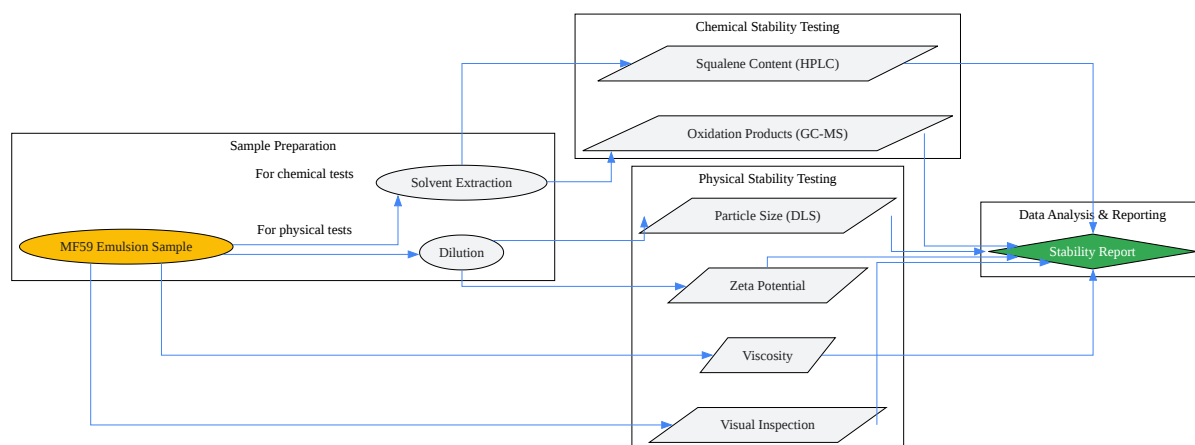 Chemical Stability Testing
Squalene Content (HPLC)
Oxidation Products (GC-MS)
Sample Preparation
For chemical tests
Solvent Extraction
For physical tests
MF59 Emulsion Sample
Dilution
Physical Stability Testing
Particle Size (DLS)
Zeta Potential
Viscosity
Visual Inspection
Data Analysis & Reporting
Stability Report